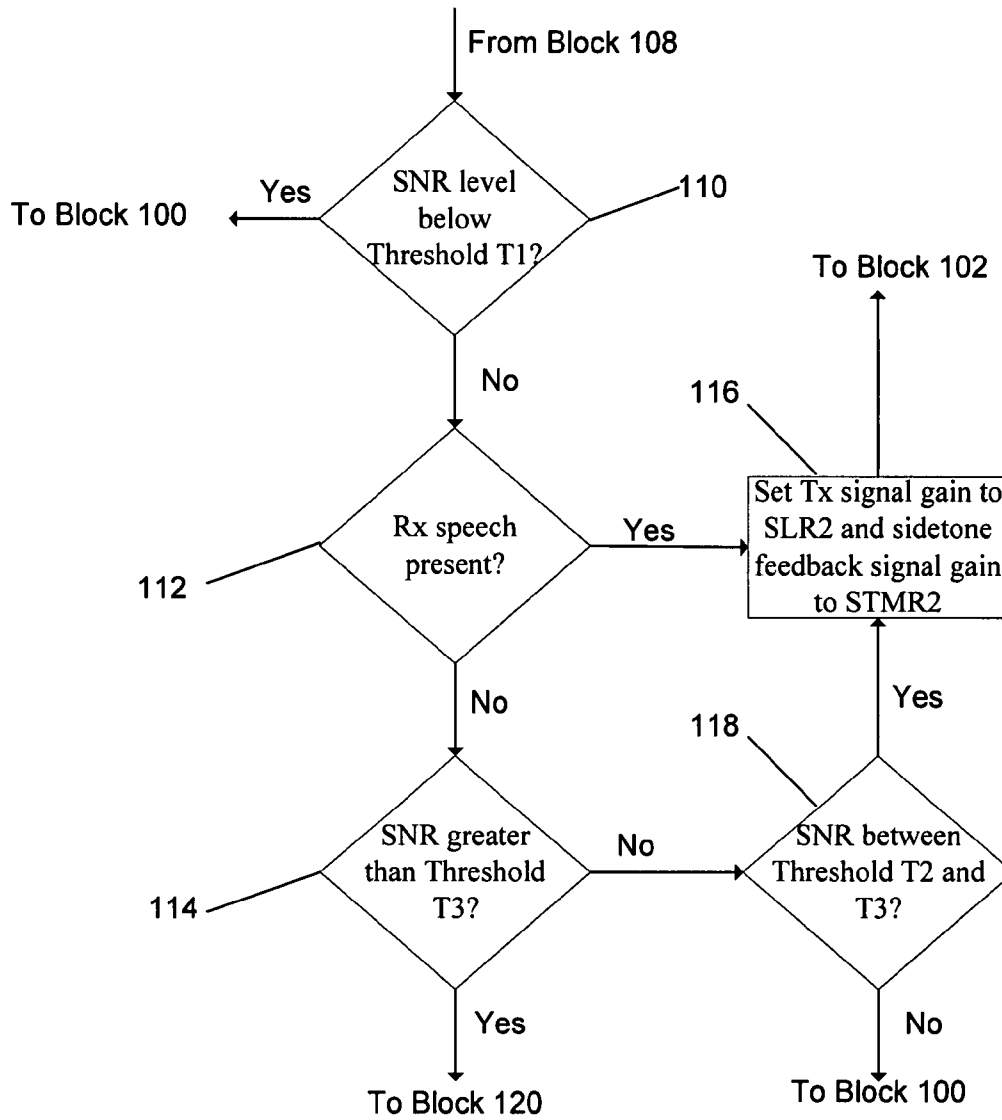 From Block 108
SNR level
below
Threshold T1?
Yes
To Block 100
110
No
To Block 102
116
Rx speech
present?
Yes
112
Set Tx signal gain to
SLR2 and sidetone
feedback signal gain
to STMR2
No
Yes
118
SNR greater
than Threshold
T3?
No
114
SNR between
Threshold T2 and
T3?
Yes
To Block 120
No
To Block 100